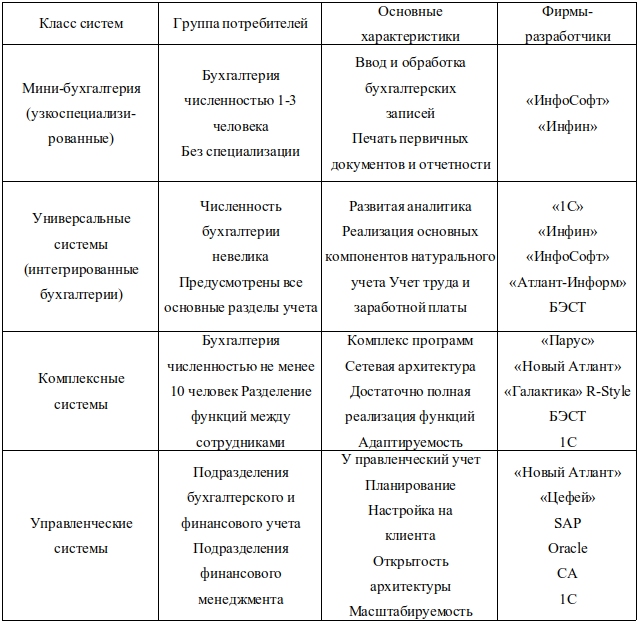 Класс систем
Группа потребителей
Основные
характеристики
Фирмы-
разработчики
Мини-бухгалтерия
(узкоспециализи-
рованные)
Бухгалтерия
численностью 1-3
человека
Без специализации
Ввод и обработка
бухгалтерских
записей
Печать первичных
документов и отчетности
«ИнфоСофт»
«Инфин»
Универсальные
системы
(интегрированные
бухгалтерии)
Численность
бухгалтерии
невелика
Предусмотрены все
основные разделы учета
Развитая аналитика
Реализация основных
компонентов натурального
учета Учет труда и
заработной платы
«1С»
«Инфин»
«ИнфоСофт»
«Атлант-Информ»
БЭСТ
Комплексные
системы
Бухгалтерия
численностью не менее
10 человек Разделение
функций между
сотрудниками
Комплекс программ
Сетевая архитектура
Достаточно полная
реализация функций
Адаптируемость
«Парус»
«Новый Атлант»
«Галактика» R-Style
БЭСТ
1С
Управленческие
системы
Подразделения
бухгалтерского и
финансового учета
Подразделения
финансового
менеджмента
У правленческий учет
Планирование
Настройка на
клиента
Открытость
архитектуры
Масштабируемость
«Новый Атлант»
«Цефей»
SAP
Oracle
CA
1С